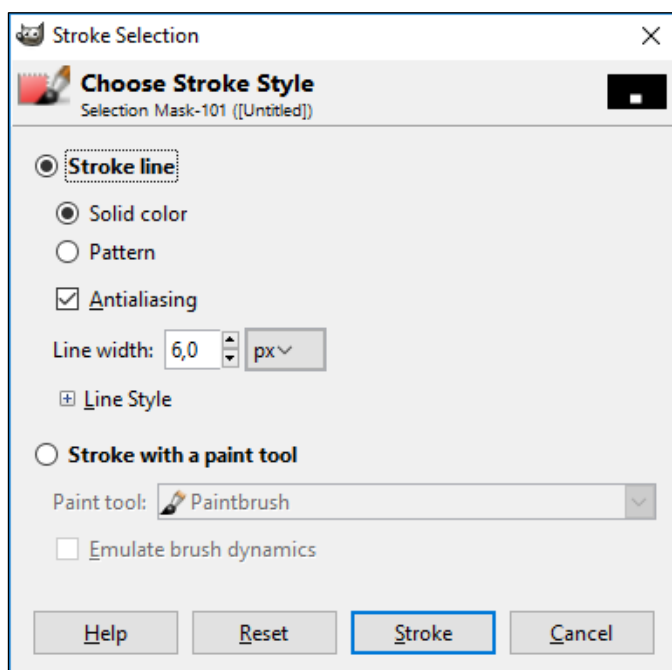 Stroke Selection
Choose Stroke Style
Selection Mask-101 ([Untitled])
Stroke line
Solid color
Pattern
Antialiasing
Line width: 6,0 px
Line Style
Stroke with a paint tool
Paint tool: Paintbrush
Emulate brush dynamics
Help Reset Stroke Cancel